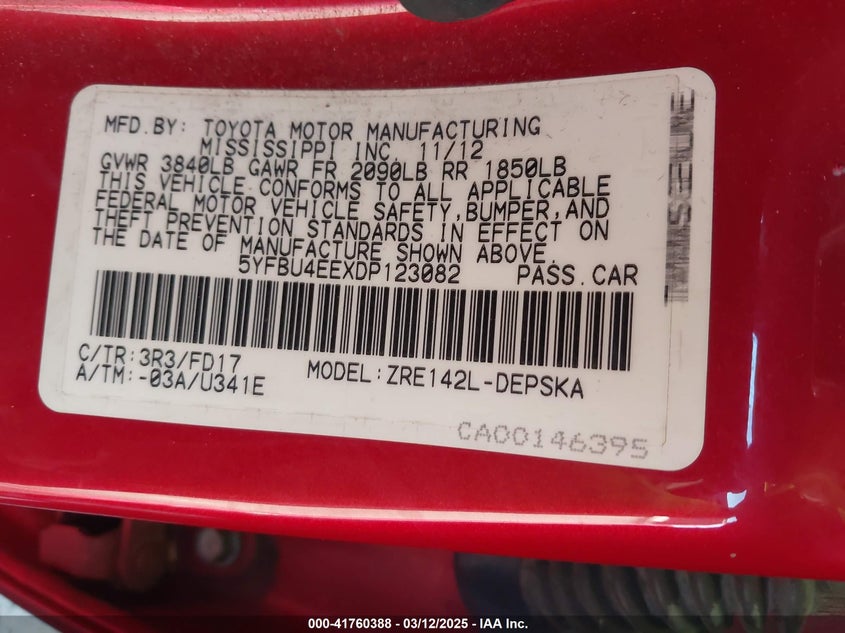 MFD.BY: TOYOTA MOTOR MANUFACTURING
MISSISSIPPI INC. 11/12
GVWR 3840LB GAWR FR 2090LB RR 1850LB
THIS VEHICLE CONFORMS TO ALL APPLICABLE
FEDERAL MOTOR VEHICLE SAFETY,BUMPER,AND
THEFT PREVENTION STANDARDS IN EFFECT ON
THE DATE OF MANUFACTURE SHOWN ABOVE.
5YFBU4EEXDP123082 PASS.CAR
C/TR:3R3/FD17
A/TM:-03A/U341E
MODEL:ZRE142L-DEPSKA
CA00146395
000-41760388 - 03/12/2025 - IAA Inc.